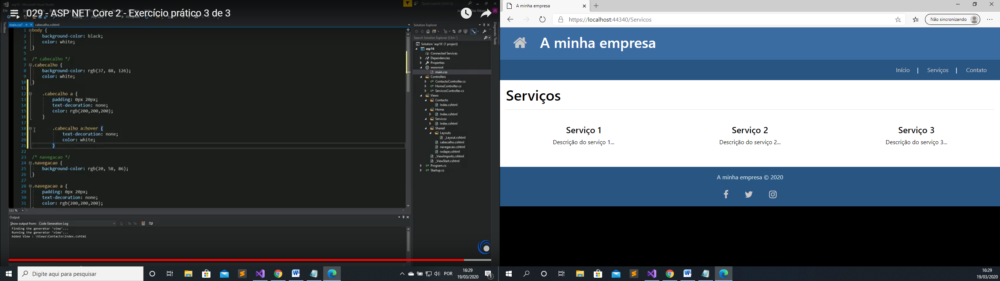 asp16 - Microsoft Visual Studio
Quick Launch (Ctrl+Q)
029 - ASP NET Core 2 - Exercício prático 3 de 3
main.css*
cabecalho.cshtml
Toolbox
1 body {
2 background-color: black;
3 color: white;
4 }
5
6 /* cabecalho */
7 .cabecalho {
8 background-color: rgb(37, 88, 126);
9 color: white;
10 }
11
12 .cabecalho a {
13 padding: 0px 20px;
14 text-decoration: none;
15 color: rgb(200,200,200);
16 }
17
18 .cabecalho a:hover {
19 text-decoration: none;
20 color: white;
21 }
22
23 /* navegacao */
24 .navegacao {
25 background-color: rgb(20, 58, 86);
26 }
27
28 .navegacao a {
29 padding: 0px 20px;
30 text-decoration: none;
31 color: rgb(200,200,200);
111 %
Output
Show output from: Code Generation Log
Finding the generator 'view'...
Running the generator 'view'...
Added View : \Views\Contacto\Index.cshtml
Solution Explorer
Search Solution Explorer (Ctrl+ )
Solution 'asp16' (1 project)
asp16
Connected Services
Dependencies
Properties
wwwroot
main.css
Controllers
ContactoController.cs
HomeController.cs
ServicosController.cs
Views
Contacto
Index.cshtml
Home
Index.cshtml
Servicos
Index.cshtml
Shared
Layouts
_Layout.cshtml
cabecalho.cshtml
navegacao.cshtml
rodape.cshtml
_ViewImports.cshtml
_ViewStart.cshtml
Program.cs
Startup.cs
Diagnostic Tools
Digite aqui para pesquisar
POR
16:29
19/03/2020
1
A minha empresa
https://localhost:44340/Servicos
Não sincronizando
A minha empresa
Início | Serviços | Contato
Serviços
Serviço 1
Descrição do serviço 1...
Serviço 2
Descrição do serviço 2...
Serviço 3
Descrição do serviço 3...
A minha empresa © 2020
16:29
19/03/2020